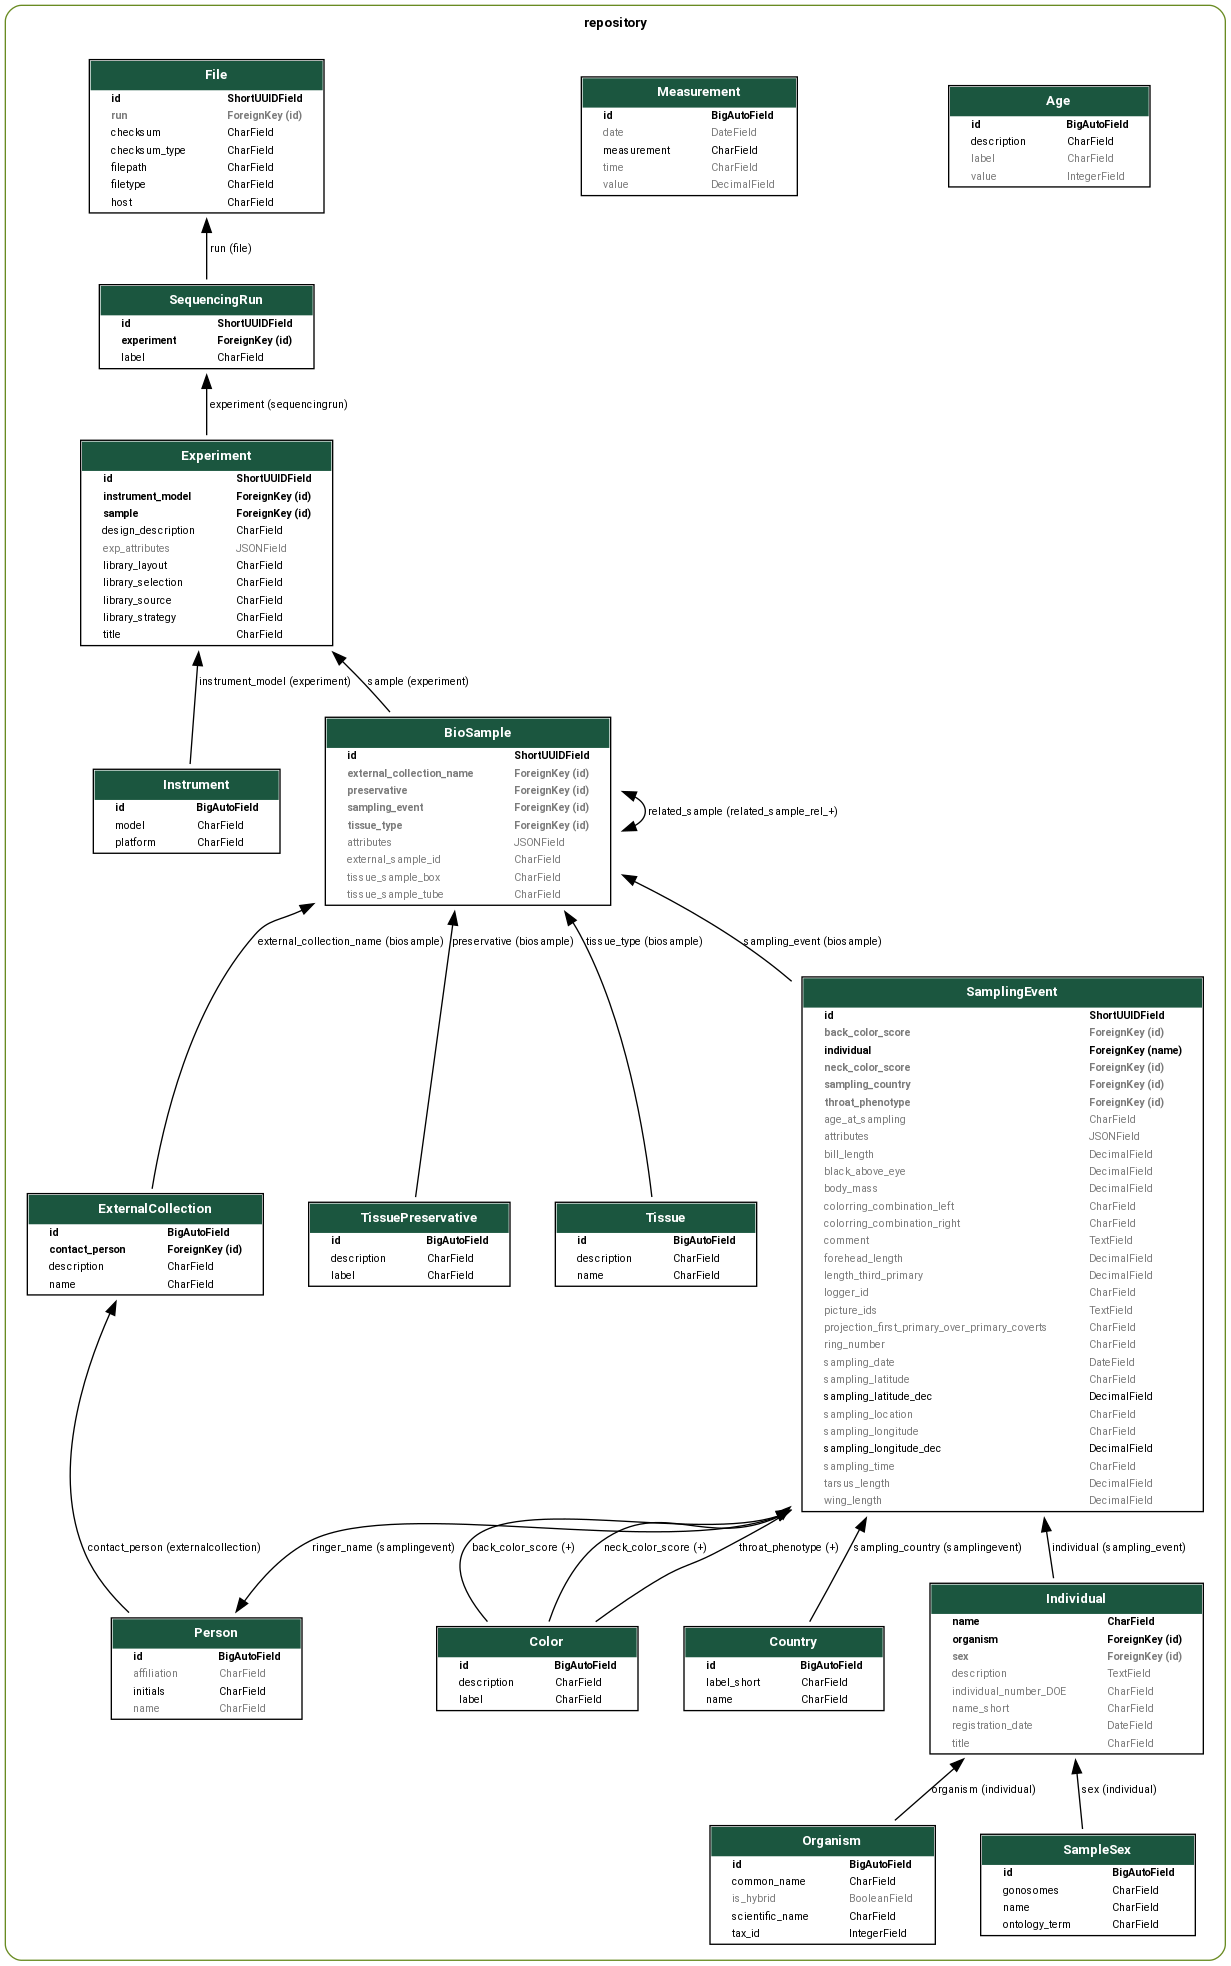 repository
File
id ShortUUIDField
run ForeignKey (id)
checksum CharField
checksum_type CharField
filepath CharField
filetype CharField
host CharField
Measurement
id BigAutoField
date DateField
measurement CharField
time CharField
value DecimalField
Age
id BigAutoField
description CharField
label CharField
value IntegerField
run (file)
SequencingRun
id ShortUUIDField
experiment ForeignKey (id)
label CharField
experiment (sequencingrun)
Experiment
id ShortUUIDField
instrument_model ForeignKey (id)
sample ForeignKey (id)
design_description CharField
exp_attributes JSONField
library_layout CharField
library_selection CharField
library_source CharField
library_strategy CharField
title CharField
instrument_model (experiment)
sample (experiment)
Instrument
id BigAutoField
model CharField
platform CharField
BioSample
id ShortUUIDField
external_collection_name ForeignKey (id)
preservative ForeignKey (id)
sampling_event ForeignKey (id)
tissue_type ForeignKey (id)
attributes JSONField
external_sample_id CharField
tissue_sample_box CharField
tissue_sample_tube CharField
related_sample (related_sample_rel_+)
external_collection_name (biosample)
preservative (biosample)
tissue_type (biosample)
sampling_event (biosample)
SamplingEvent
id ShortUUIDField
back_color_score ForeignKey (id)
individual ForeignKey (name)
neck_color_score ForeignKey (id)
sampling_country ForeignKey (id)
throat_phenotype ForeignKey (id)
age_at_sampling CharField
attributes JSONField
bill_length DecimalField
black_above_eye DecimalField
body_mass DecimalField
colorring_combination_left CharField
colorring_combination_right CharField
comment TextField
forehead_length DecimalField
length_third_primary DecimalField
logger_id CharField
picture_ids TextField
projection_first_primary_over_primary_coverts CharField
ring_number CharField
sampling_date DateField
sampling_latitude CharField
sampling_latitude_dec DecimalField
sampling_location CharField
sampling_longitude CharField
sampling_longitude_dec DecimalField
sampling_time CharField
tarsus_length DecimalField
wing_length DecimalField
ExternalCollection
id BigAutoField
contact_person ForeignKey (id)
description CharField
name CharField
TissuePreservative
id BigAutoField
description CharField
label CharField
Tissue
id BigAutoField
description CharField
name CharField
contact_person (externalcollection)
ringer_name (samplingevent)
back_color_score (+)
neck_color_score (+)
throat_phenotype (+)
sampling_country (samplingevent)
individual (sampling_event)
Person
id BigAutoField
affiliation CharField
initials CharField
name CharField
Color
id BigAutoField
description CharField
label CharField
Country
id BigAutoField
label_short CharField
name CharField
Individual
name CharField
organism ForeignKey (id)
sex ForeignKey (id)
description TextField
individual_number_DOE CharField
name_short CharField
registration_date DateField
title CharField
organism (individual)
sex (individual)
Organism
id BigAutoField
common_name CharField
is_hybrid BooleanField
scientific_name CharField
tax_id IntegerField
SampleSex
id BigAutoField
gonosomes CharField
name CharField
ontology_term CharField